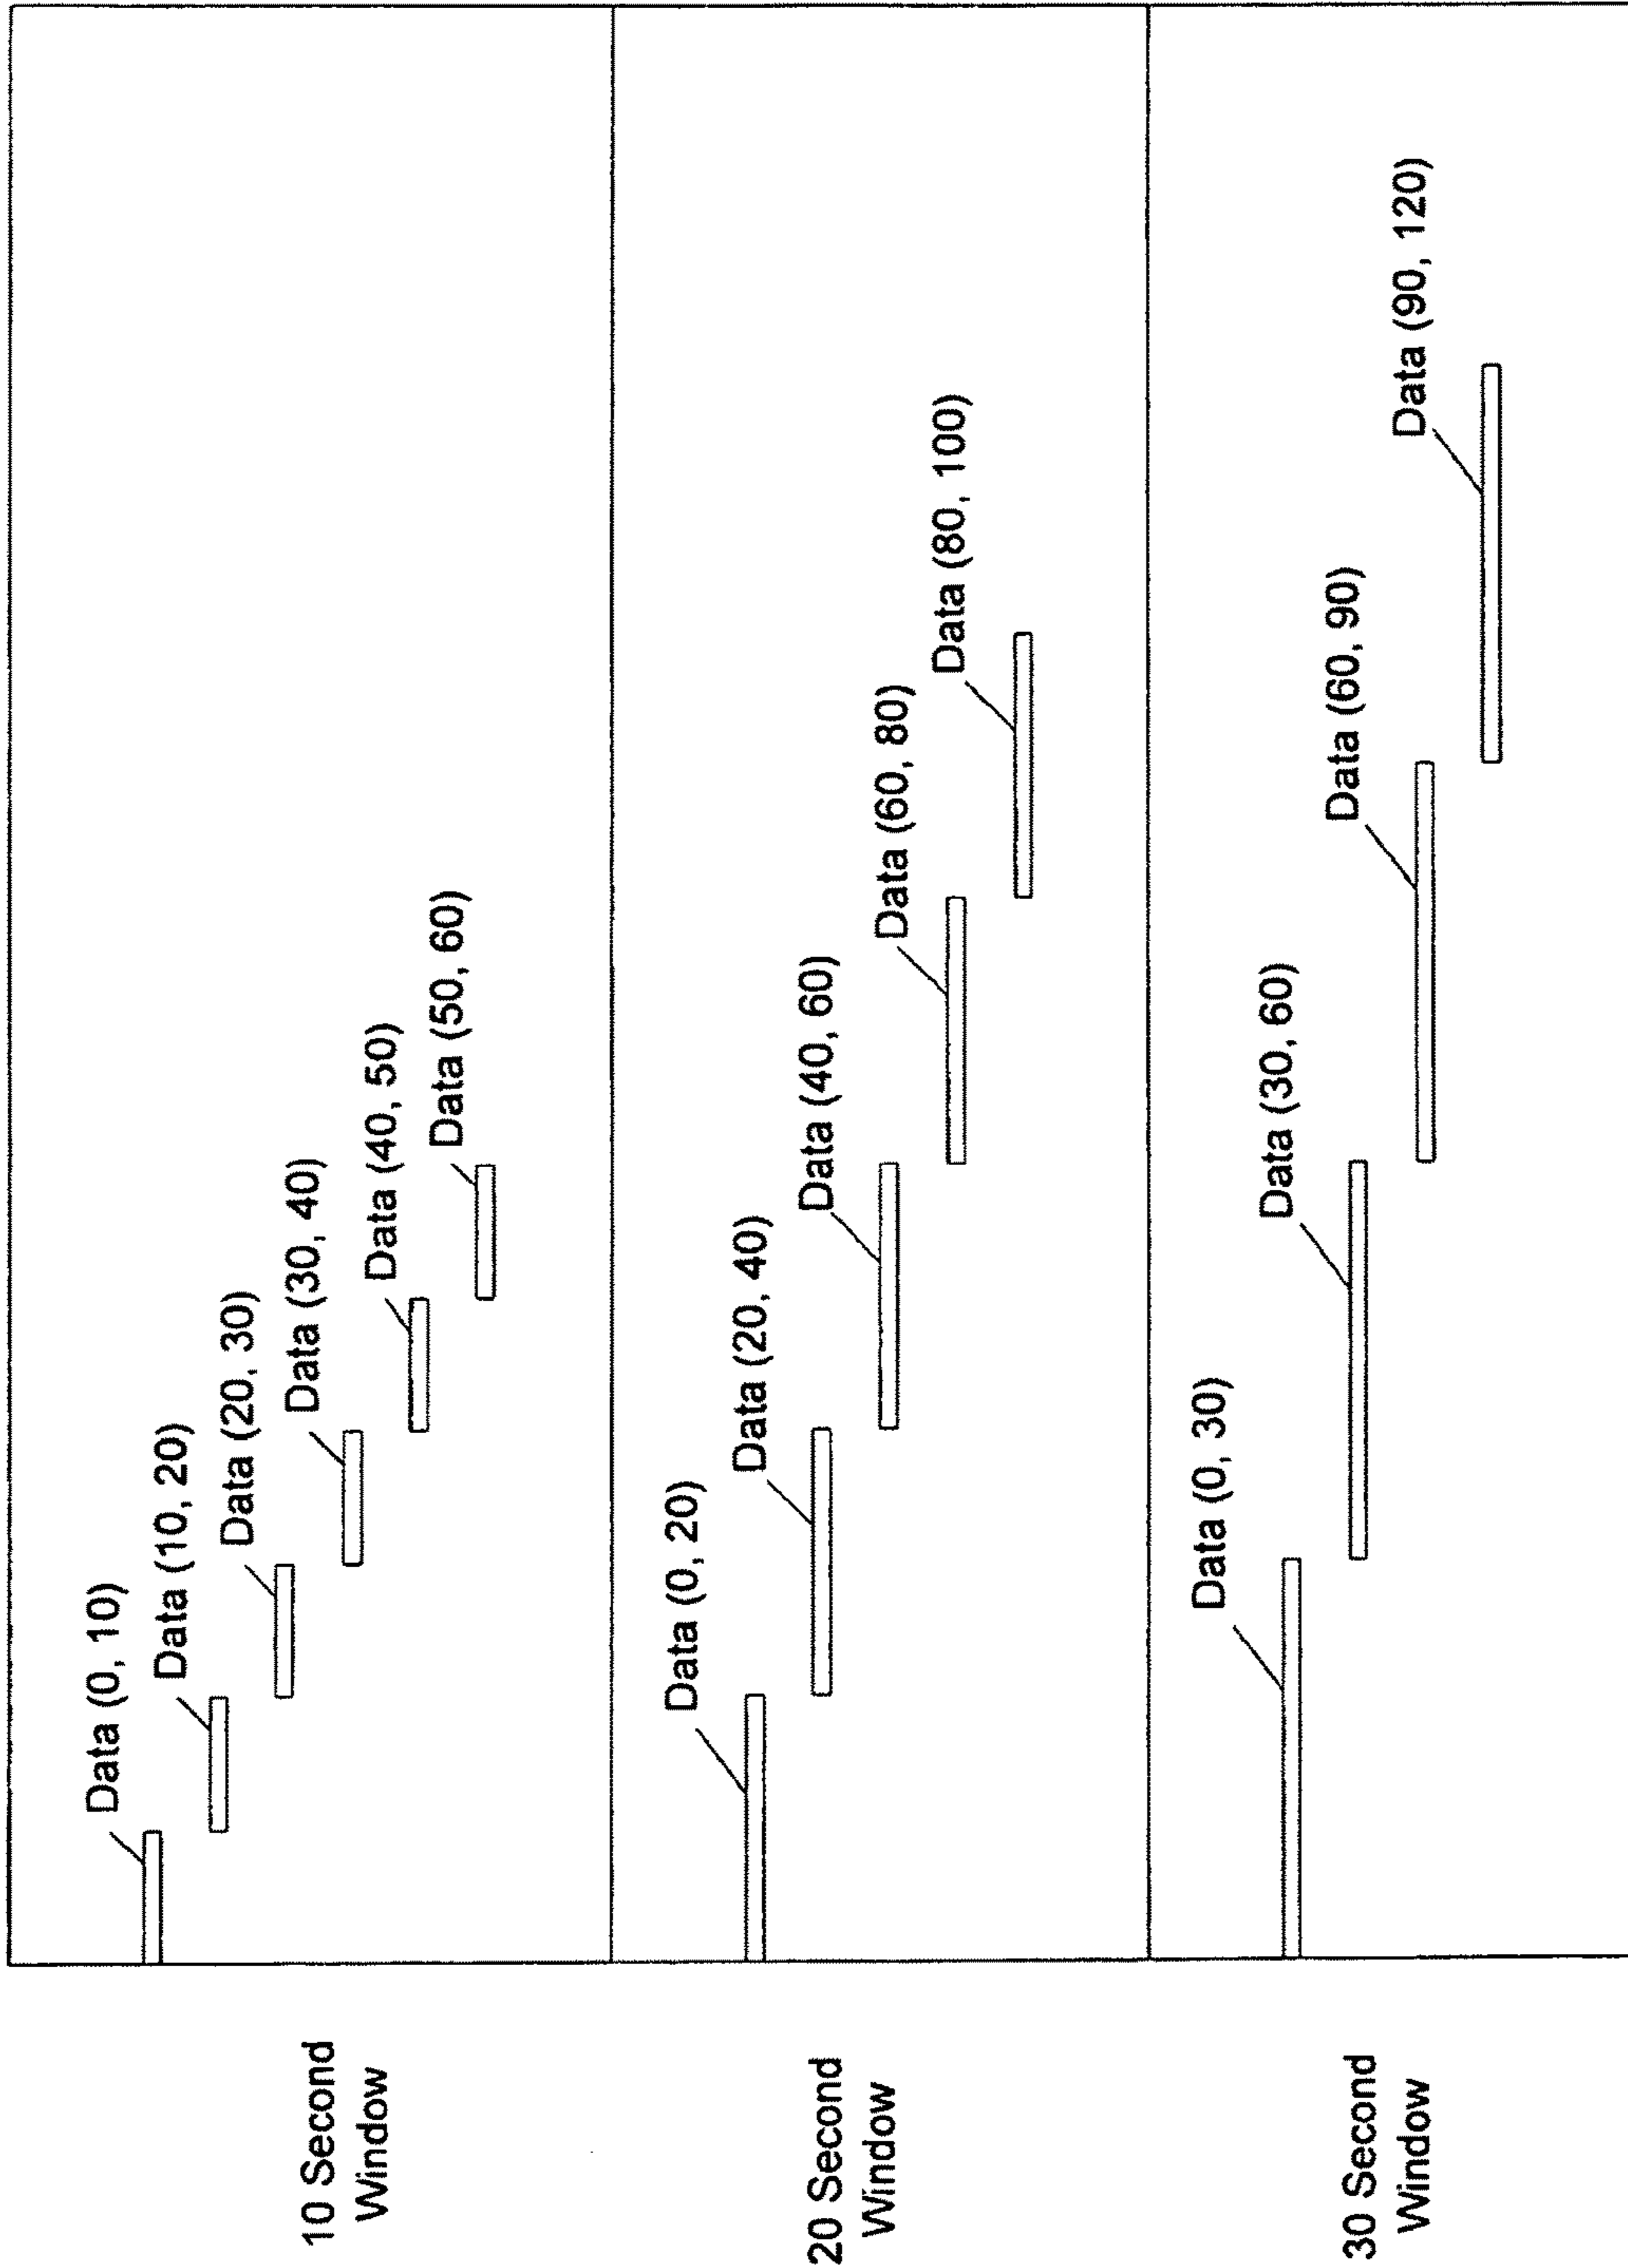 10 Second
Window
Data (0, 10)
Data (10, 20)
Data (20, 30)
Data (30, 40)
Data (40, 50)
Data (50, 60)
20 Second
Window
Data (0, 20)
Data (20, 40)
Data (40, 60)
Data (60, 80)
Data (80, 100)
30 Second
Window
Data (0, 30)
Data (30, 60)
Data (60, 90)
Data (90, 120)